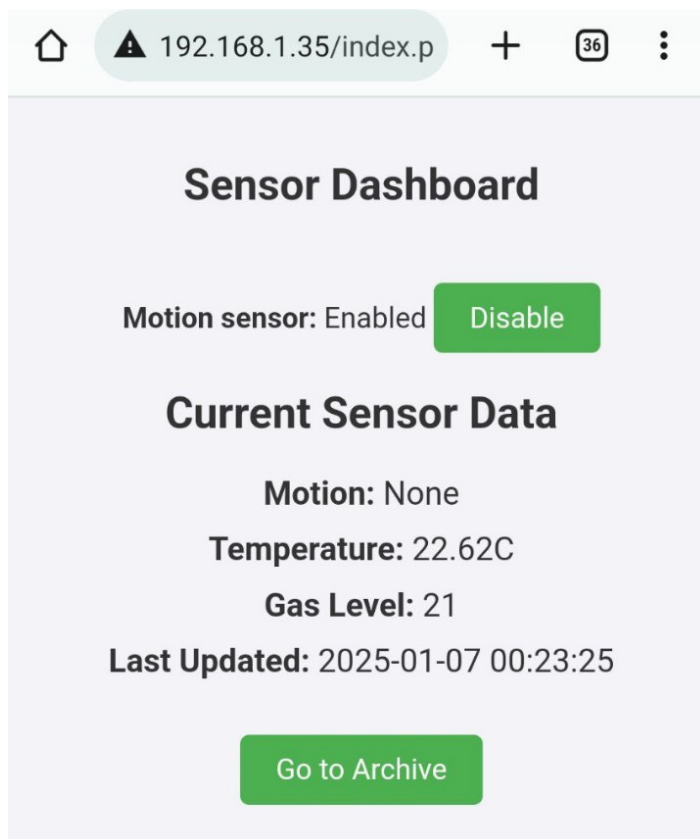 192.168.1.35/index.p
36
Sensor Dashboard
Motion sensor: Enabled Disable
Current Sensor Data
Motion: None
Temperature: 22.62C
Gas Level: 21
Last Updated: 2025-01-07 00:23:25
Go to Archive